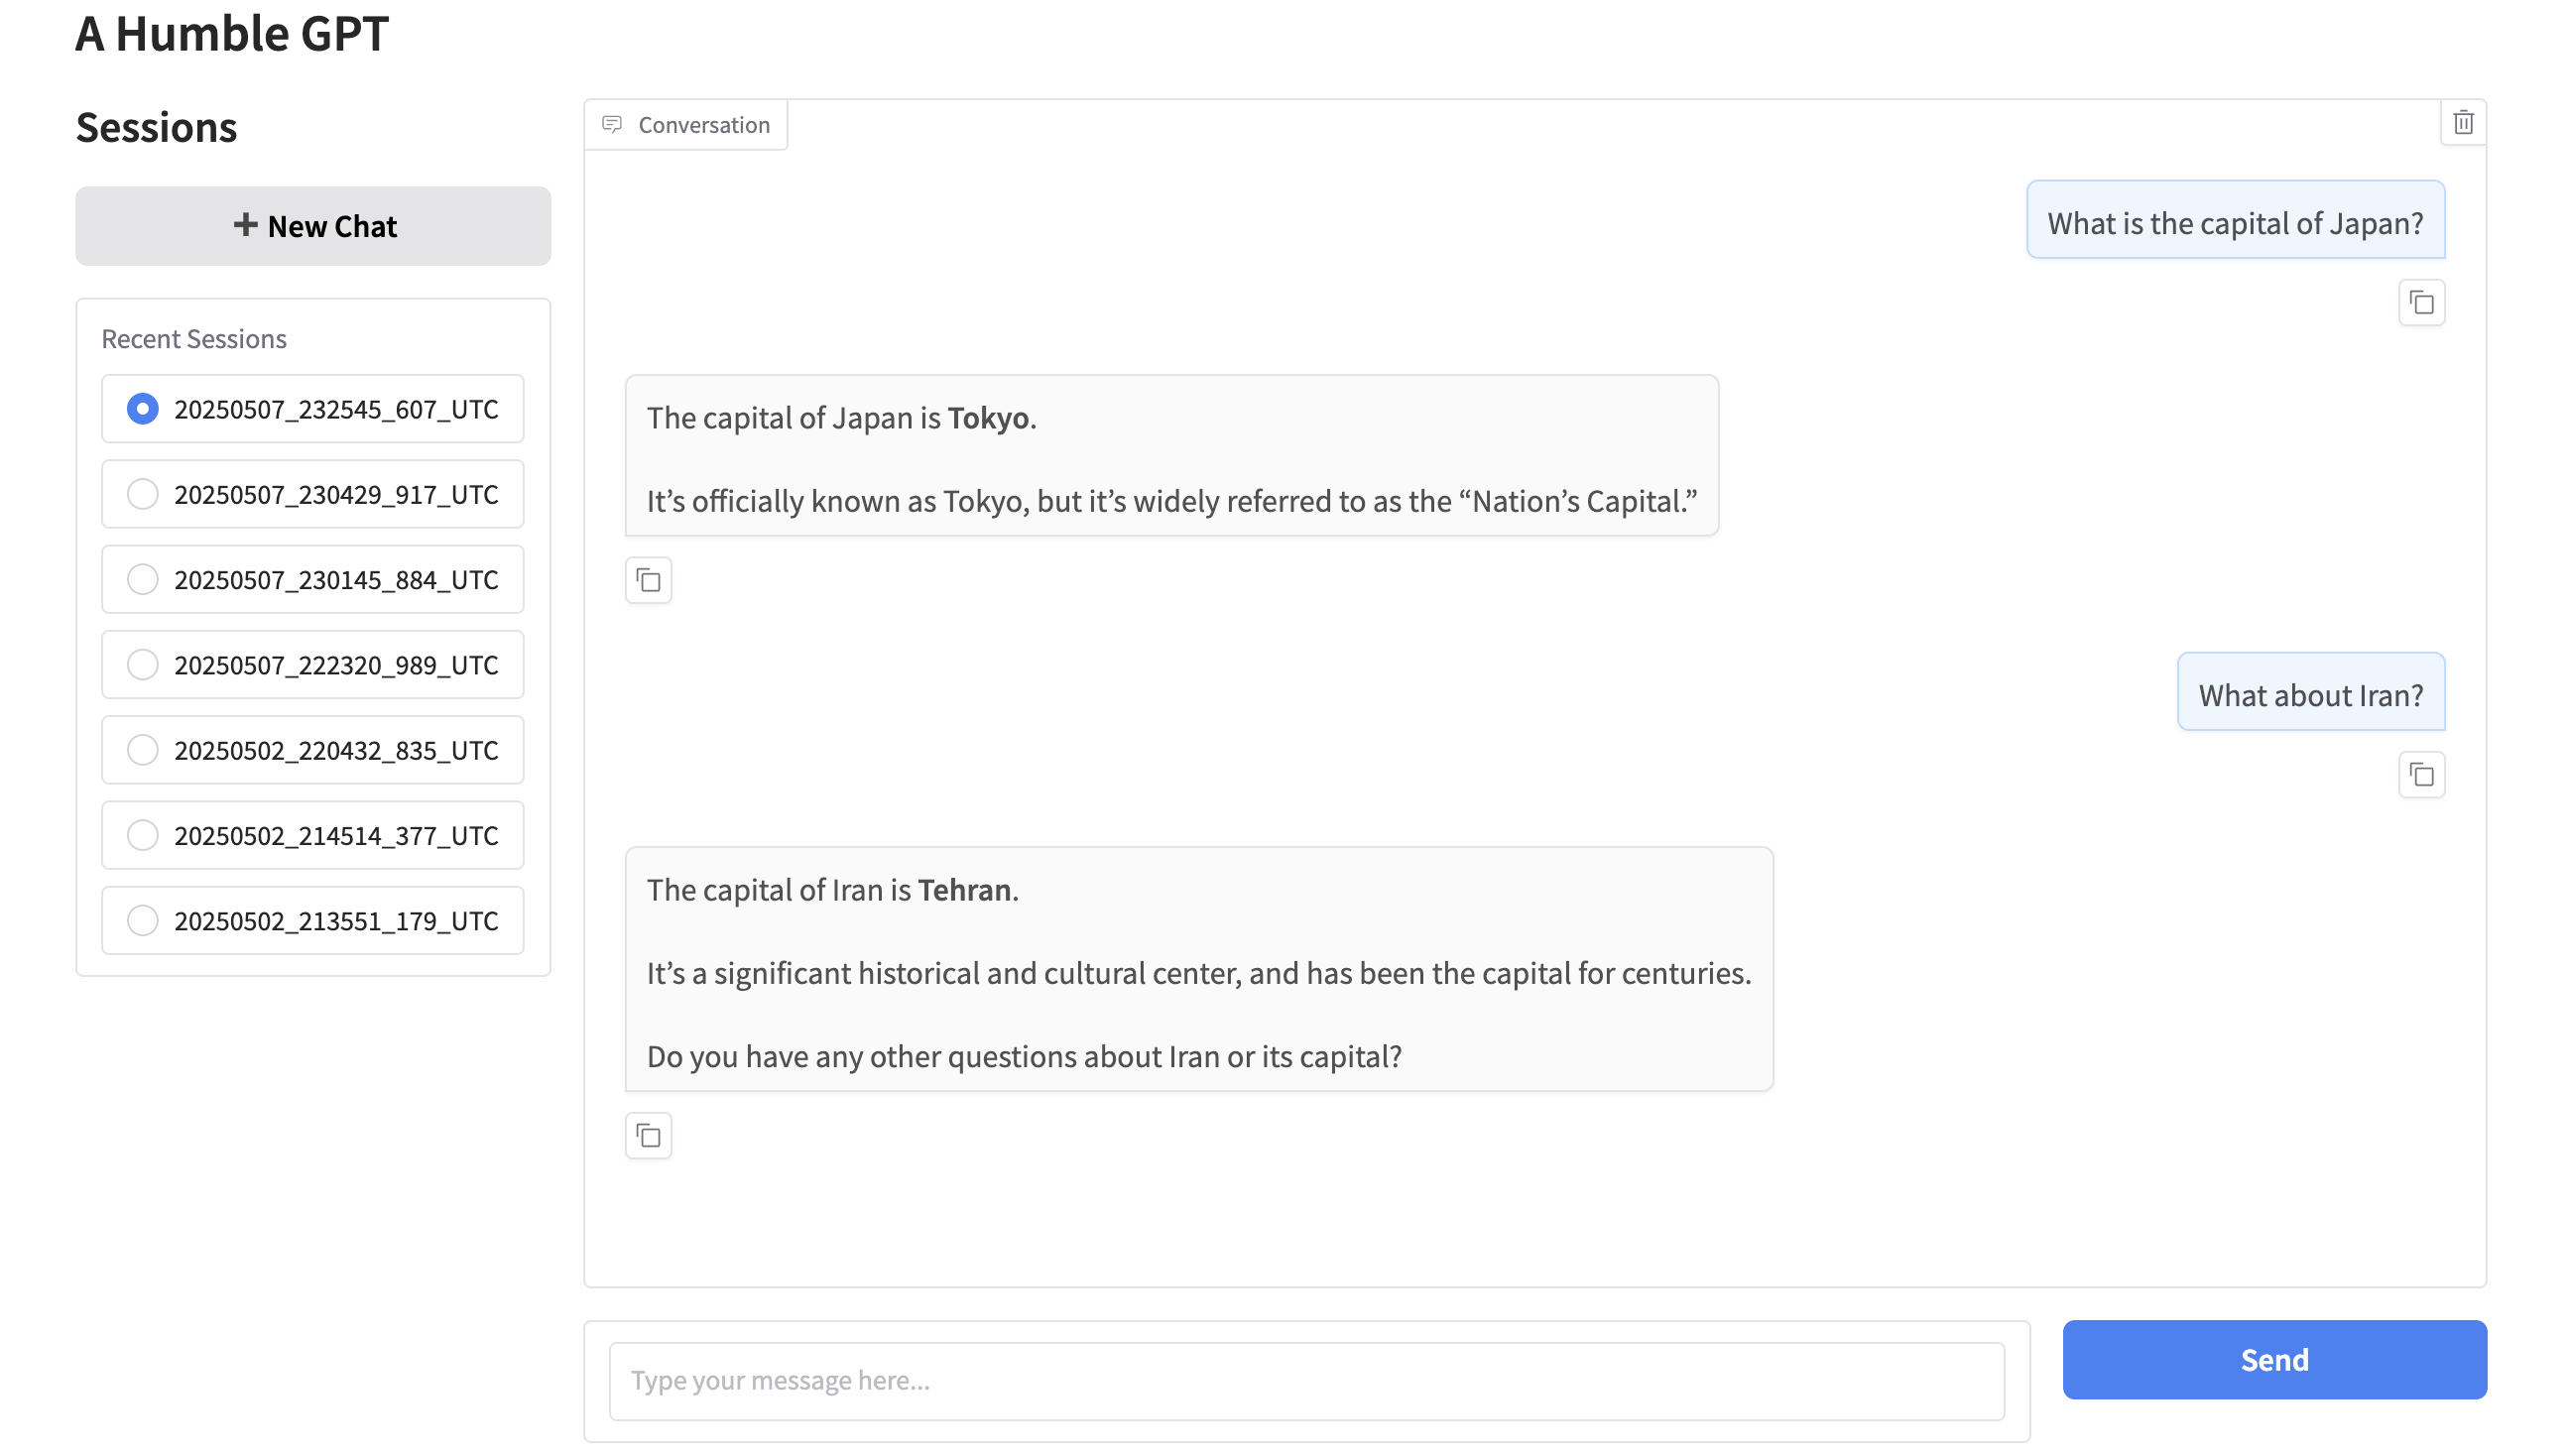 A Humble GPT
Sessions
+ New Chat
Recent Sessions
20250507_232545_607_UTC
20250507_230429_917_UTC
20250507_230145_884_UTC
20250507_222320_989_UTC
20250502_220432_835_UTC
20250502_214514_377_UTC
20250502_213551_179_UTC
Conversation
What is the capital of Japan?
The capital of Japan is Tokyo.
It’s officially known as Tokyo, but it’s widely referred to as the “Nation’s Capital.”
What about Iran?
The capital of Iran is Tehran.
It’s a significant historical and cultural center, and has been the capital for centuries.
Do you have any other questions about Iran or its capital?
Type your message here...
Send